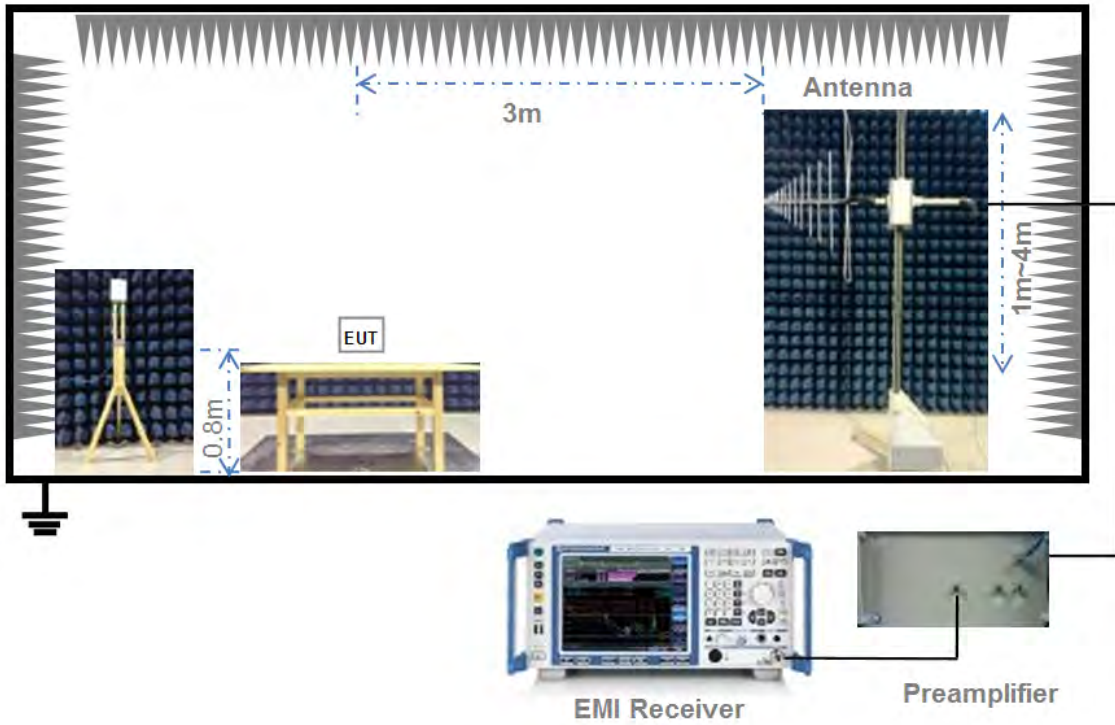 Antenna
3m
1m~4m
EUT
0.8m
EMI Receiver
Preamplifier